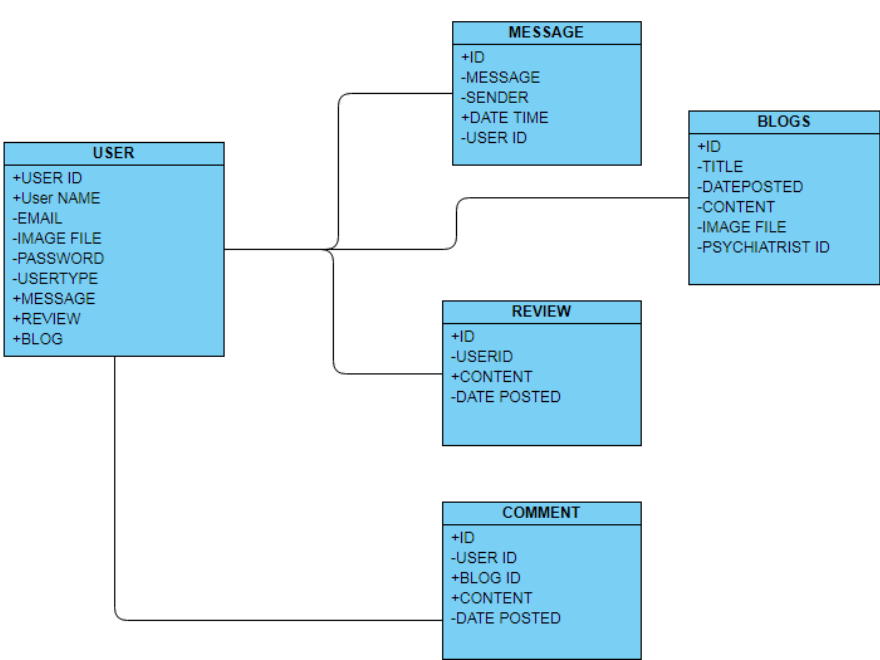 MESSAGE
+ID
-MESSAGE
-SENDER
+DATE TIME
-USER ID
BLOGS
+ID
-TITLE
-DATEPOSTED
-CONTENT
-IMAGE FILE
-PSYCHIATRIST ID
USER
+USER ID
+User NAME
-EMAIL
-IMAGE FILE
-PASSWORD
-USERTYPE
+MESSAGE
+REVIEW
+BLOG
REVIEW
+ID
-USERID
+CONTENT
-DATE POSTED
COMMENT
+ID
-USER ID
+BLOG ID
+CONTENT
-DATE POSTED